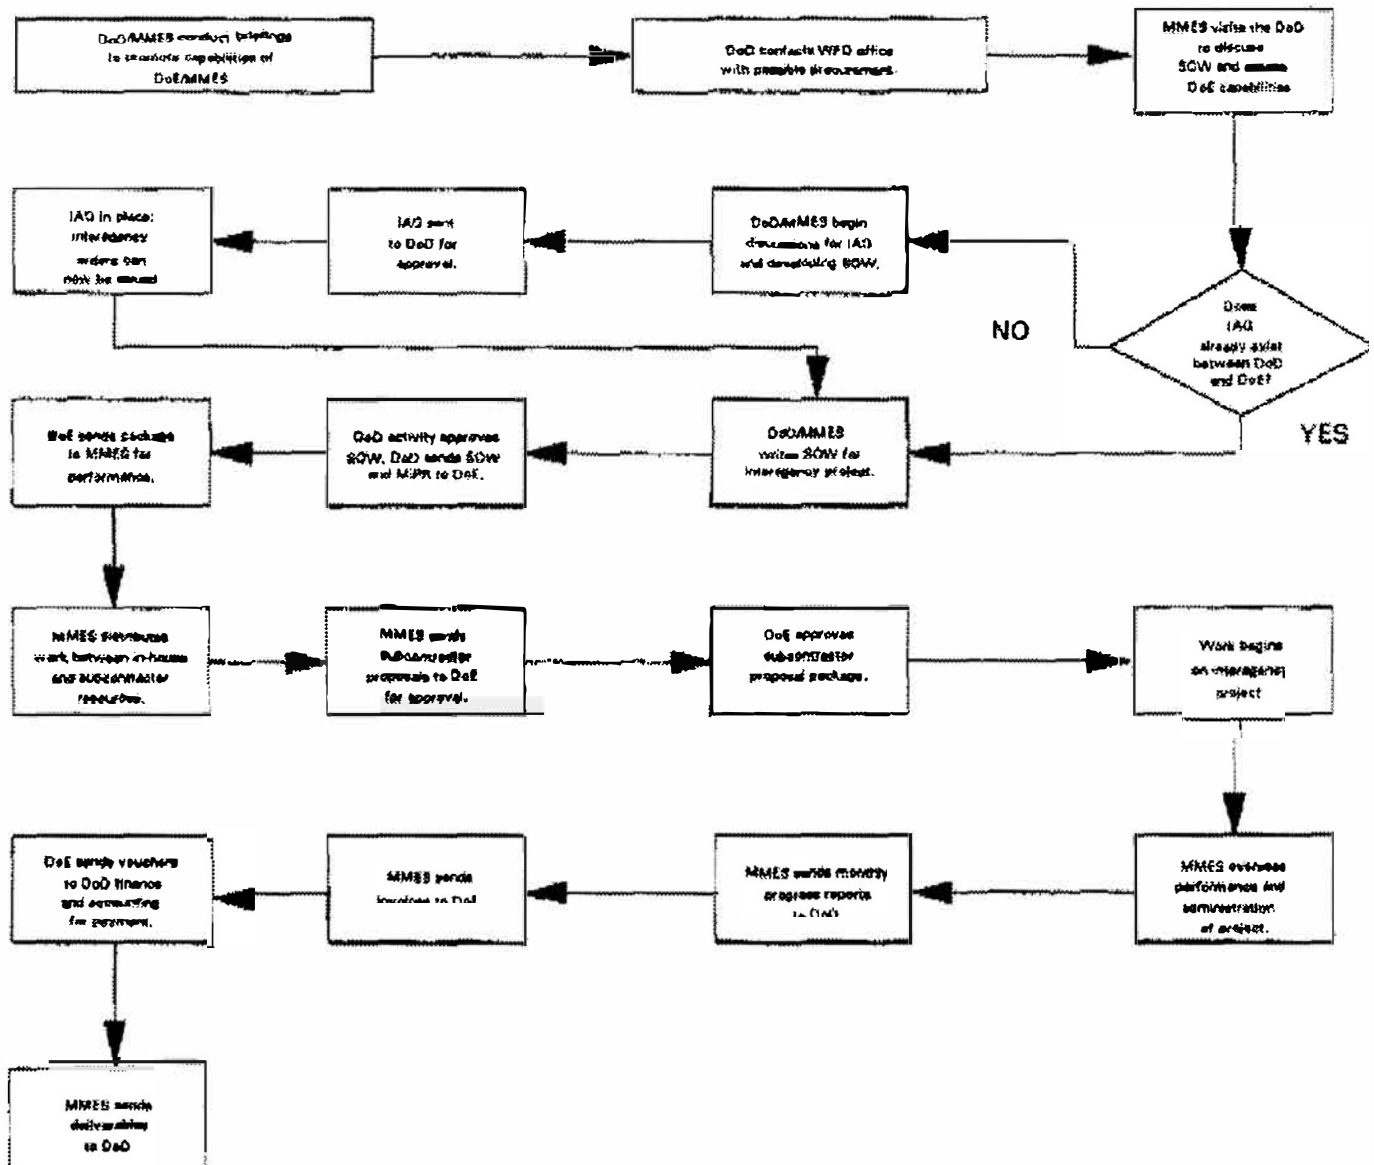 DoD/MMES conduct briefings
to promote capabilities of
DoE/MMES
DoD contacts WFO office
with possible procurement.
MMES visits the DoD
to discuss
SOW and assess
DoE capabilities
IAG in place:
interagency
orders can
now be issued
IAG sent
to DoD for
approval.
DoD/MMES begin
discussions for IAG
and developing SOW.
NO
Does
IAG
already exist
between DoD
and DoE?
YES
DoE sends package
to MMES for
performance.
DoD activity approves
SOW, DoD sends SOW
and MIPR to DoE.
DoD/MMES
writes SOW for
interagency project.
MMES distributes
work between in-house
and subcontractor
resources.
MMES sends
subcontractor
proposals to DoE
for approval.
DoE approves
subcontractor
proposal package.
Work begins
on interagency
project
DoE sends vouchers
to DoD finance
and accounting
for payment.
MMES sends
invoices to DoE
MMES sends monthly
progress reports
to DoD
MMES oversees
performance and
administration
of project.
MMES sends
deliverables
to DoD